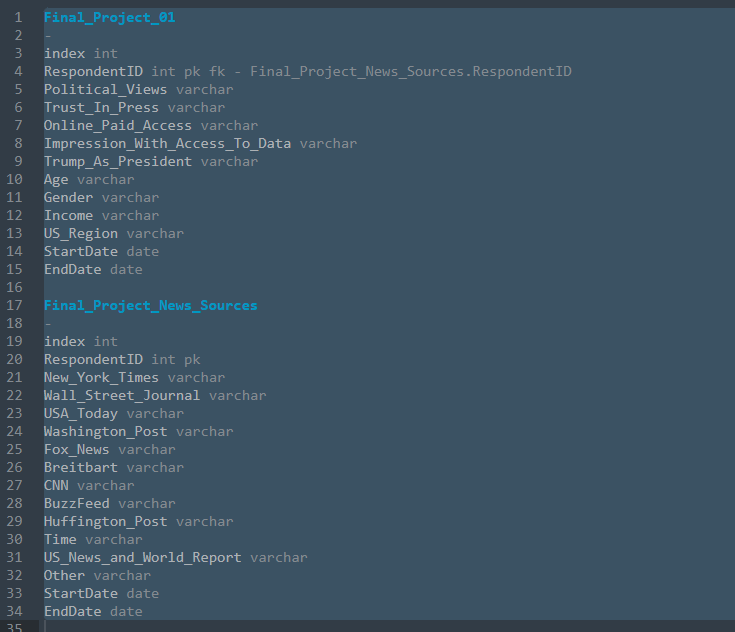 1 Final_Project_01
2 -
3 index int
4 RespondentID int pk fk - Final_Project_News_Sources.RespondentID
5 Political_Views varchar
6 Trust_In_Press varchar
7 Online_Paid_Access varchar
8 Impression_With_Access_To_Data varchar
9 Trump_As_President varchar
10 Age varchar
11 Gender varchar
12 Income varchar
13 US_Region varchar
14 StartDate date
15 EndDate date
16
17 Final_Project_News_Sources
18 -
19 index int
20 RespondentID int pk
21 New_York_Times varchar
22 Wall_Street_Journal varchar
23 USA_Today varchar
24 Washington_Post varchar
25 Fox_News varchar
26 Breitbart varchar
27 CNN varchar
28 BuzzFeed varchar
29 Huffington_Post varchar
30 Time varchar
31 US_News_and_World_Report varchar
32 Other varchar
33 StartDate date
34 EndDate date
35